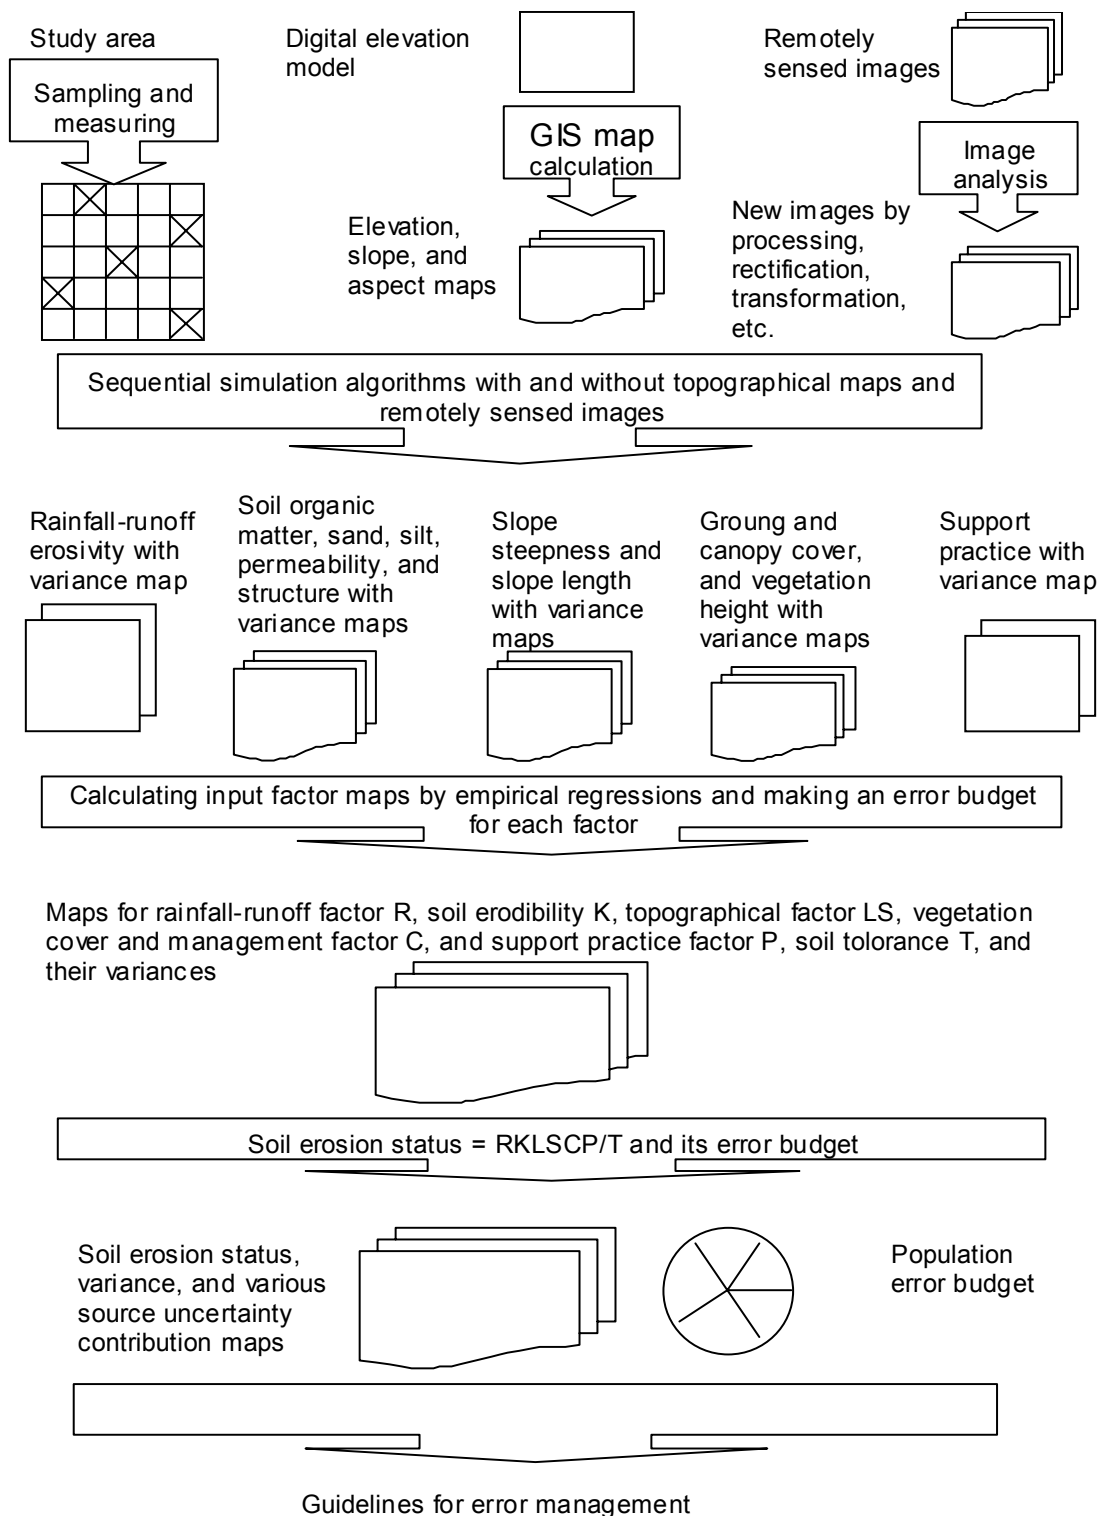 Study area
Sampling and
measuring
Digital elevation
model
GIS map
calculation
Elevation,
slope, and
aspect maps
Remotely
sensed images
Image
analysis
New images by
processing,
rectification,
transformation,
etc.
Sequential simulation algorithms with and without topographical maps and
remotely sensed images
Rainfall-runoff
erosivity with
variance map
Soil organic
matter, sand, silt,
permeability, and
structure with
variance maps
Slope
steepness and
slope length
with variance
maps
Groung and
canopy cover,
and vegetation
height with
variance maps
Support
practice with
variance map
Calculating input factor maps by empirical regressions and making an error budget
for each factor
Maps for rainfall-runoff factor R, soil erodibility K, topographical factor LS, vegetation
cover and management factor C, and support practice factor P, soil tolorance T, and
their variances
Soil erosion status = RKLSCP/T and its error budget
Soil erosion status,
variance, and various
source uncertainty
contribution maps
Population
error budget
Guidelines for error management